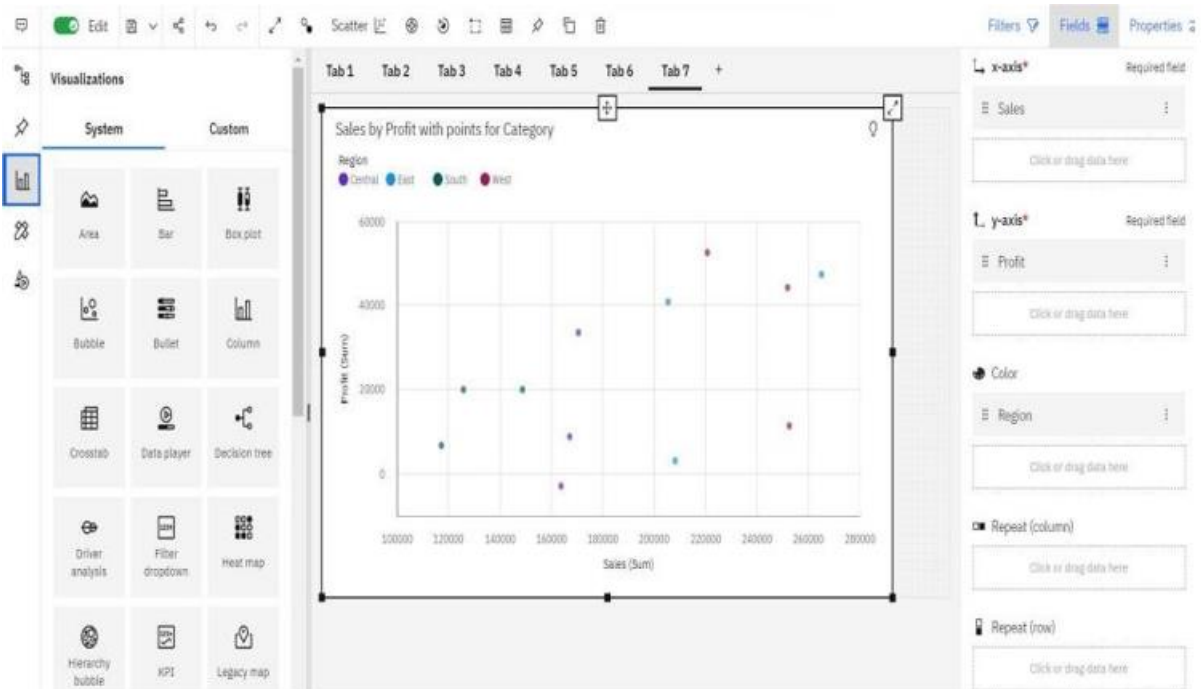 Edit
Scatter
Filters
Fields
Properties
Visualizations
System
Custom
Area
Bar
Box plot
Bubble
Bullet
Column
Crosstab
Data player
Decision tree
Driver analysis
Filter dropdown
Heat map
Hierarchy bubble
KPI
Legacy map
Tab 1 Tab 2 Tab 3 Tab 4 Tab 5 Tab 6 Tab 7 +
Sales by Profit with points for Category
Region
Central East South West
Profit (Sum)
60000
40000
20000
0
100000 120000 140000 160000 180000 200000 220000 240000 260000 280000
Sales (Sum)
x-axis* Required field
Sales
Click or drag data here
y-axis* Required field
Profit
Click or drag data here
Color
Region
Click or drag data here
Repeat (column)
Click or drag data here
Repeat (row)
Click or drag data here